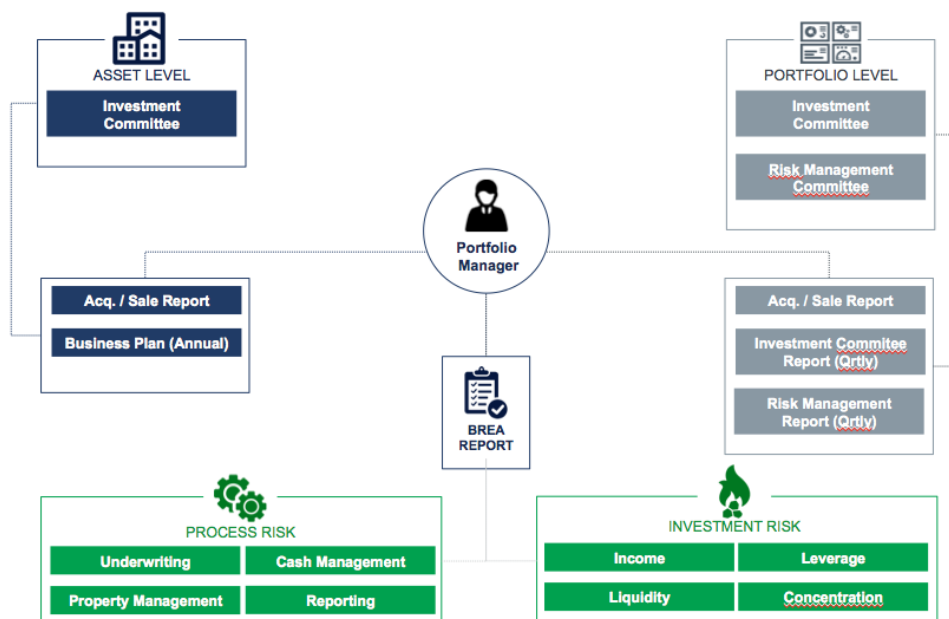 ASSET LEVEL
Investment
Committee
PORTFOLIO LEVEL
Investment
Committee
Risk Management
Committee
Portfolio
Manager
Acq. / Sale Report
Business Plan (Annual)
Acq. / Sale Report
Investment Commitee
Report (Qrtly)
Risk Management
Report (Qrtly)
BREA
REPORT
PROCESS RISK
Underwriting
Cash Management
Property Management
Reporting
INVESTMENT RISK
Income
Leverage
Liquidity
Concentration